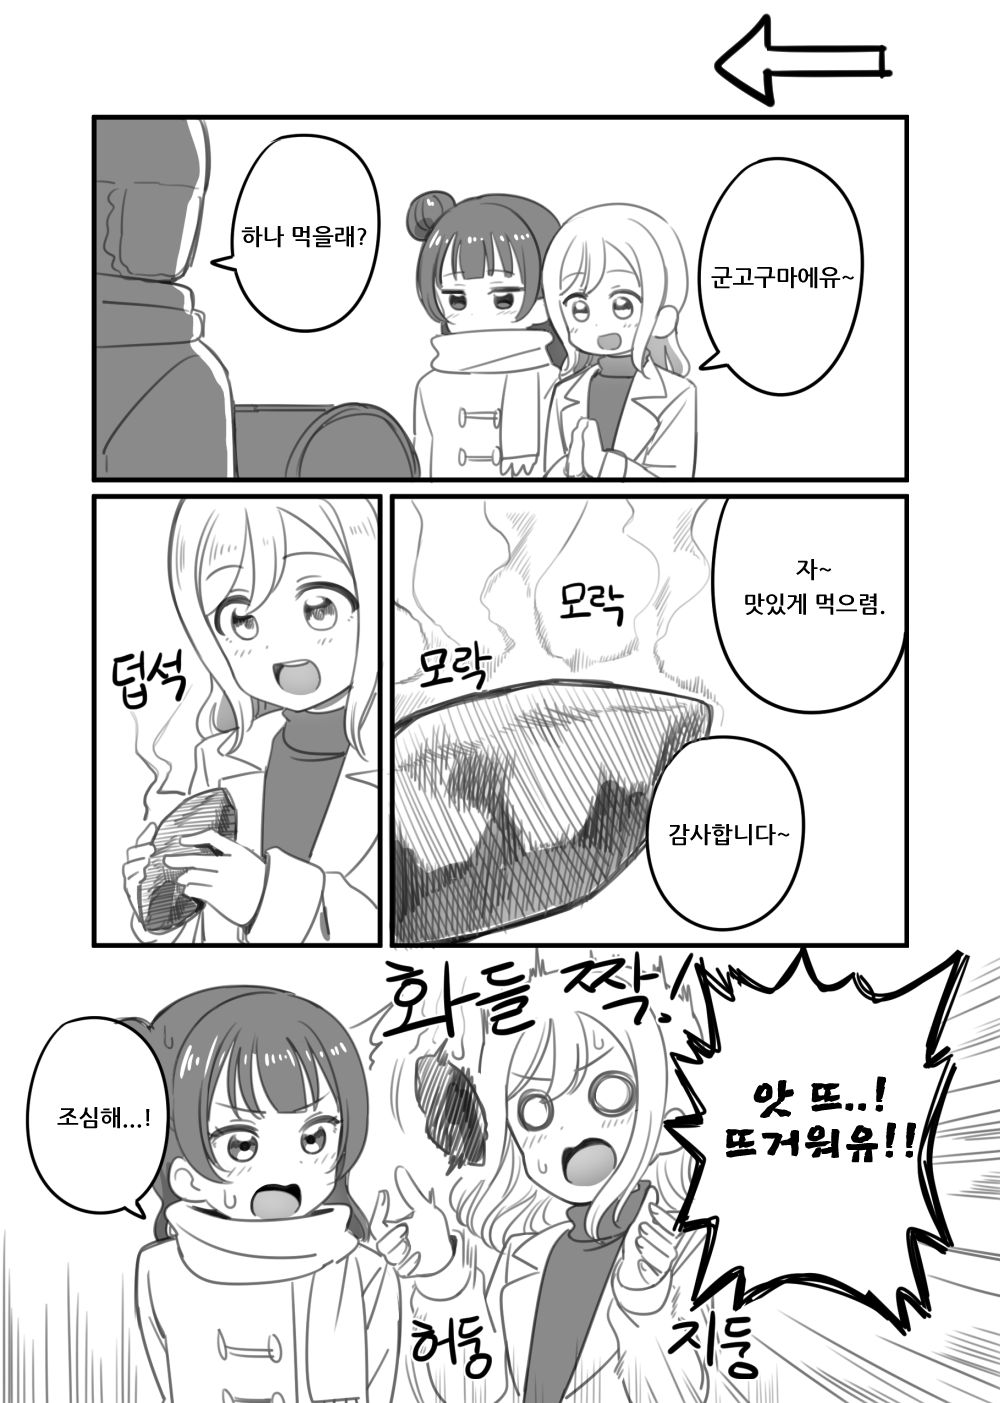 군고구마에유~
하나 먹을래?
자~
맛있게 먹으렴.
모락
모락
감사합니다~
덥석
앗 뜨..!
뜨거워유!!
화들짝!
조심해...!
허둥
지둥